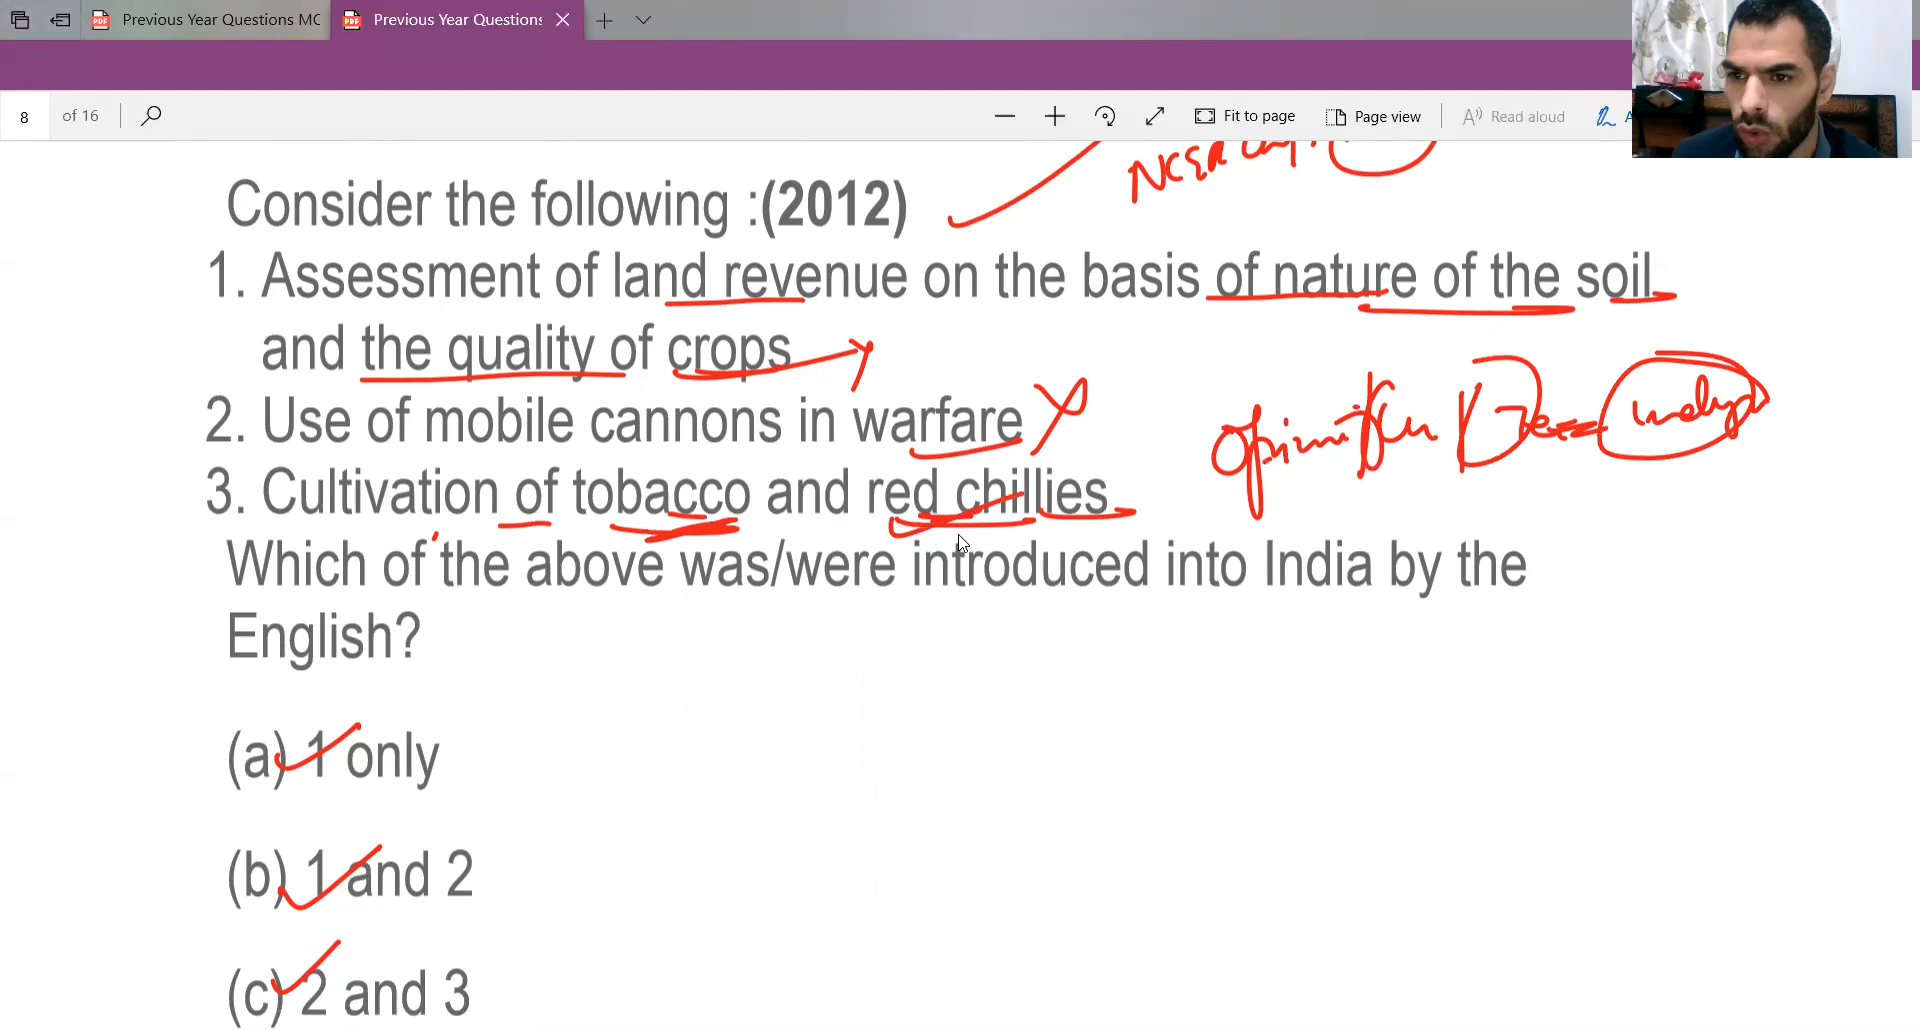 Previous Year Questions MC
Previous Year Questions
8 of 16
Fit to page
Page view
Read aloud
A
Consider the following :(2012)
1. Assessment of land revenue on the basis of nature of the soil
and the quality of crops
2. Use of mobile cannons in warfare
3. Cultivation of tobacco and red chillies
Which of the above was/were introduced into India by the
English?
(a) 1 only
(b) 1 and 2
(c) 2 and 3